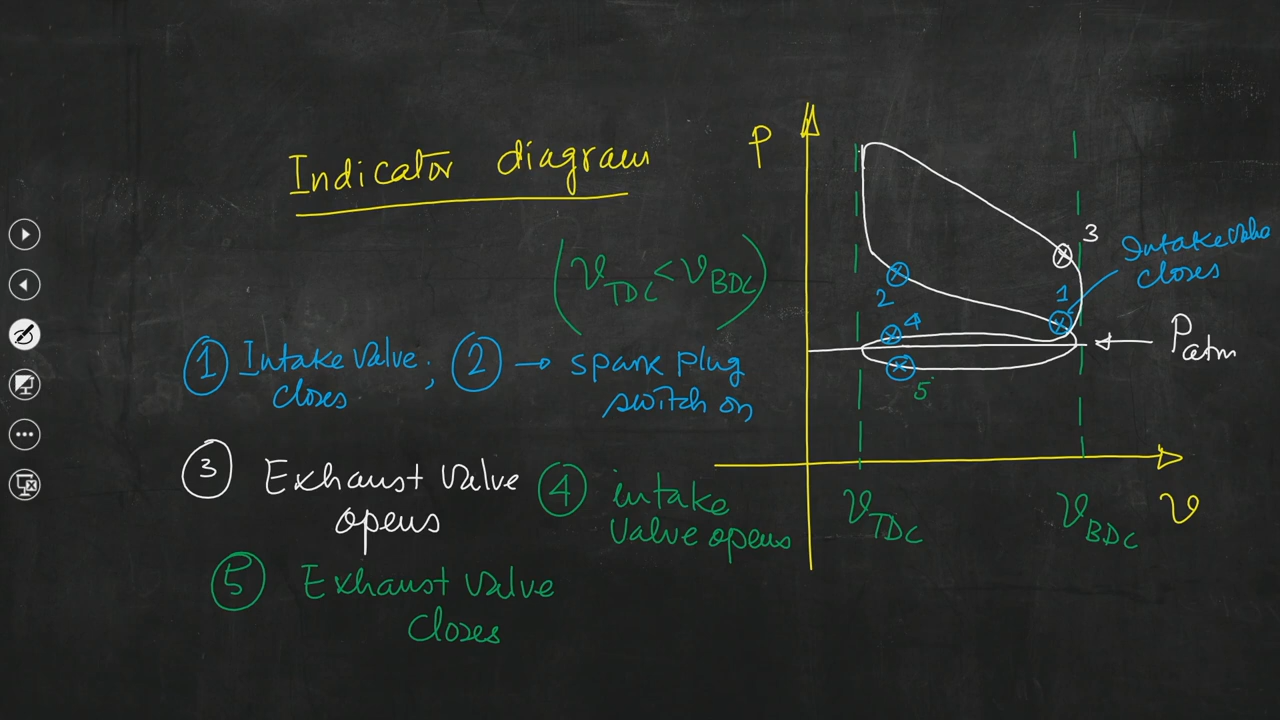 Indicator diagram
(V_TDC < V_BDC)
① Intake valve closes ; ② → spark plug switch on
③ Exhaust valve opens
④ intake valve opens
⑤ Exhaust valve closes
P
3
Intake valve closes
1
2
4
P_atm
5
V_TDC
V_BDC
V